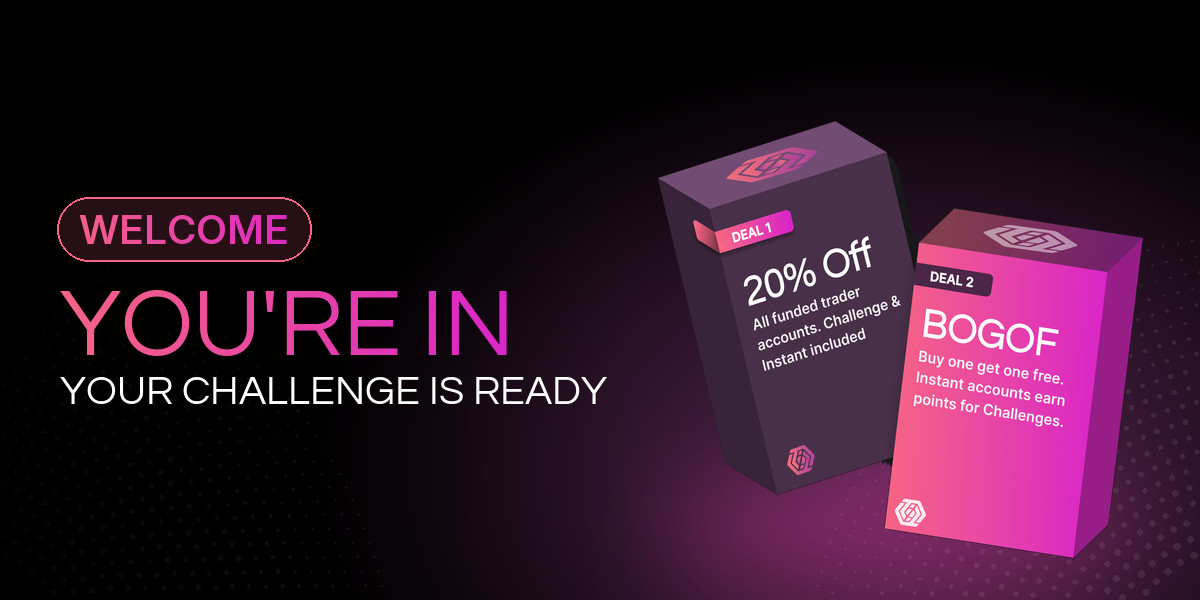 WELCOME
YOU'RE IN
YOUR CHALLENGE IS READY
DEAL 1
20% Off
All funded trader
accounts. Challenge &
Instant included
DEAL 2
BOGOF
Buy one get one free.
Instant accounts earn
points for Challenges.